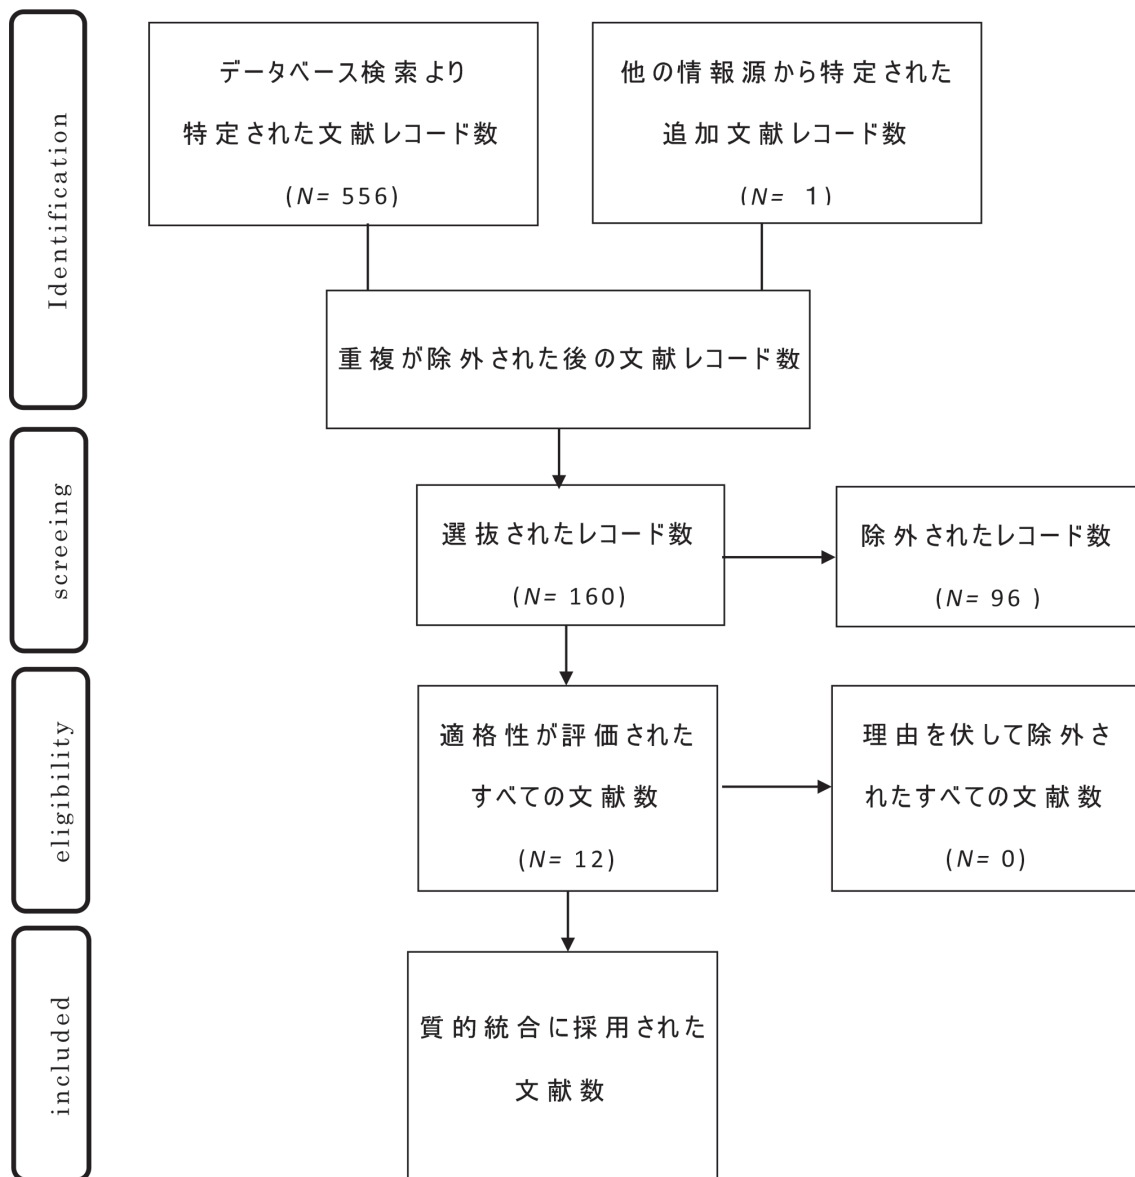 Identification
データベース検索より
特定された文献レコード数
(N= 556)
他の情報源から特定された
追加文献レコード数
(N= 1)
重複が除外された後の文献レコード数
screeing
選抜されたレコード数
(N= 160)
除外されたレコード数
(N= 96 )
eligibility
適格性が評価された
すべての文献数
(N= 12)
理由を伏して除外さ
れたすべての文献数
(N= 0)
included
質的統合に採用された
文献数